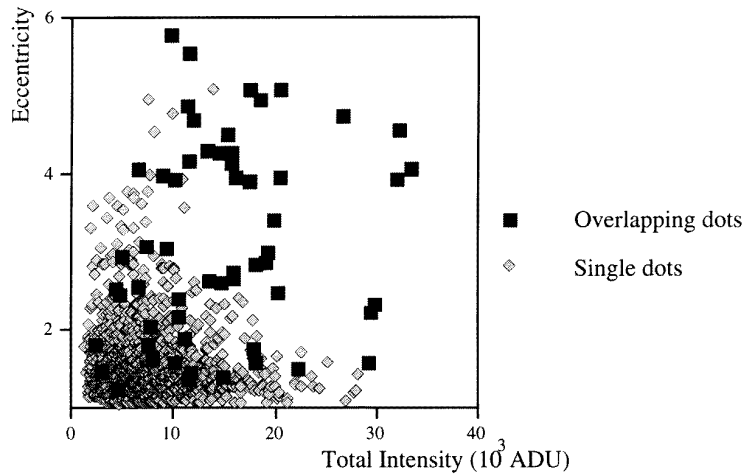 6
Eccentricity
4
2
0
10
20
30
40
Total Intensity (10³ ADU)
Overlapping dots
Single dots